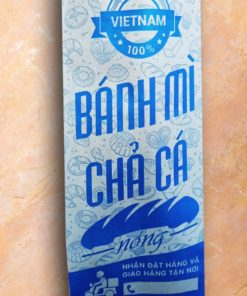 VIETNAM
100%
BÁNH MÌ
CHẢ CÁ
nóng
NHẬN ĐẶT HÀNG VÀ
GIAO HÀNG TẬN NƠI